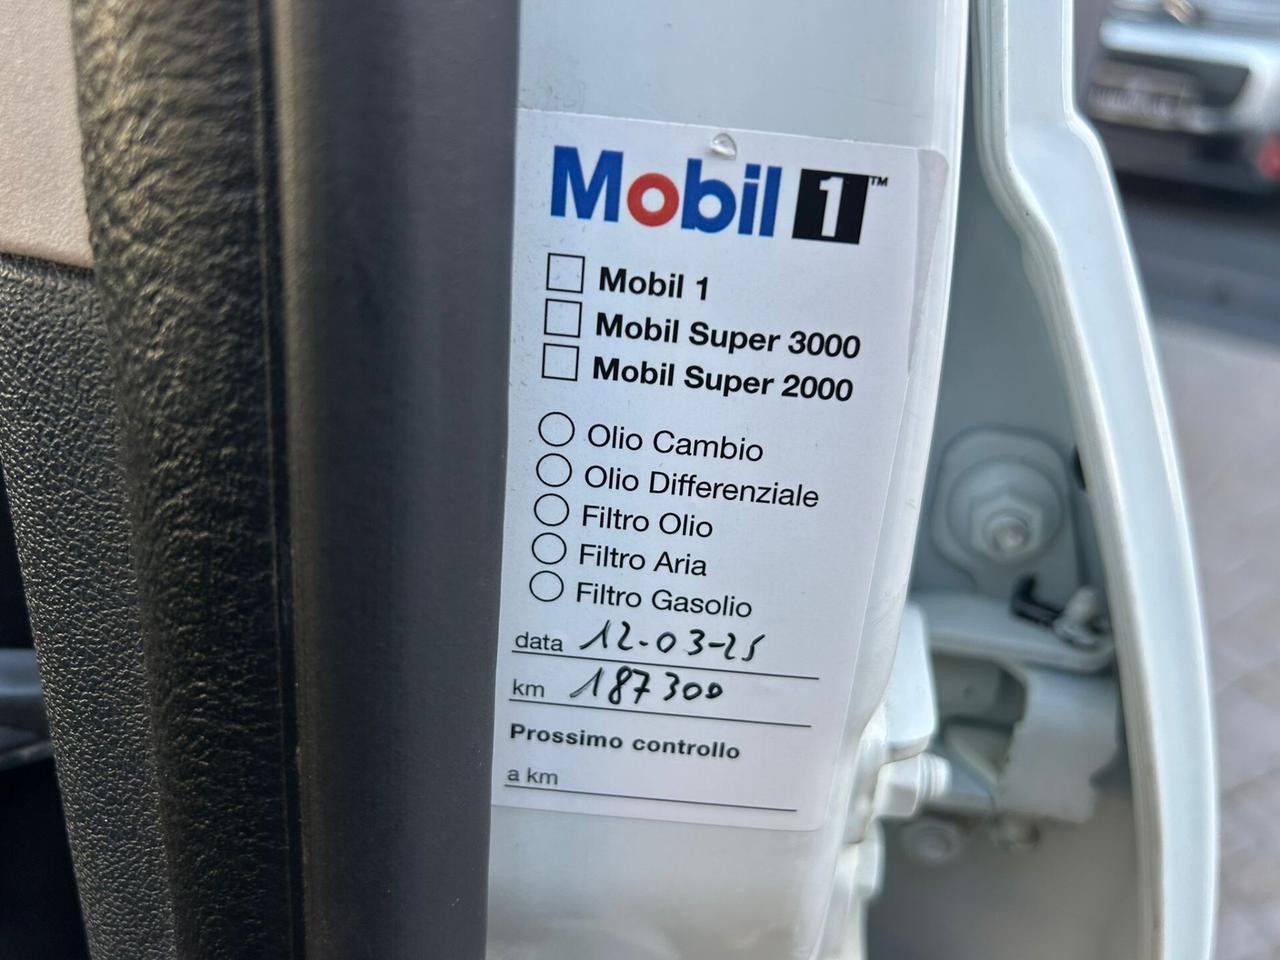 Mobil 1™
Mobil 1
Mobil Super 3000
Mobil Super 2000
Olio Cambio
Olio Differenziale
Filtro Olio
Filtro Aria
Filtro Gasolio
data 12-03-25
km 187300
Prossimo controllo
a km